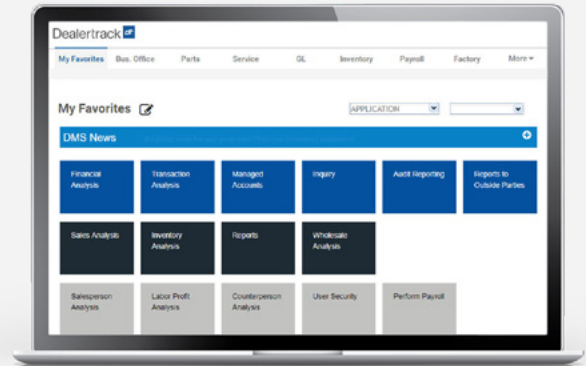 Dealertrack
My Favorites Bus. Office Parts Service GL Inventory Payroll Factory More
My Favorites
APPLICATION
DMS News
Financial Analysis
Transaction Analysis
Managed Accounts
Inquiry
Audit Reporting
Reports to Outside Parties
Sales Analysis
Inventory Analysis
Reports
Wholesale Analysis
Salesperson Analysis
Labor Profit Analysis
Counterperson Analysis
User Security
Perform Payroll